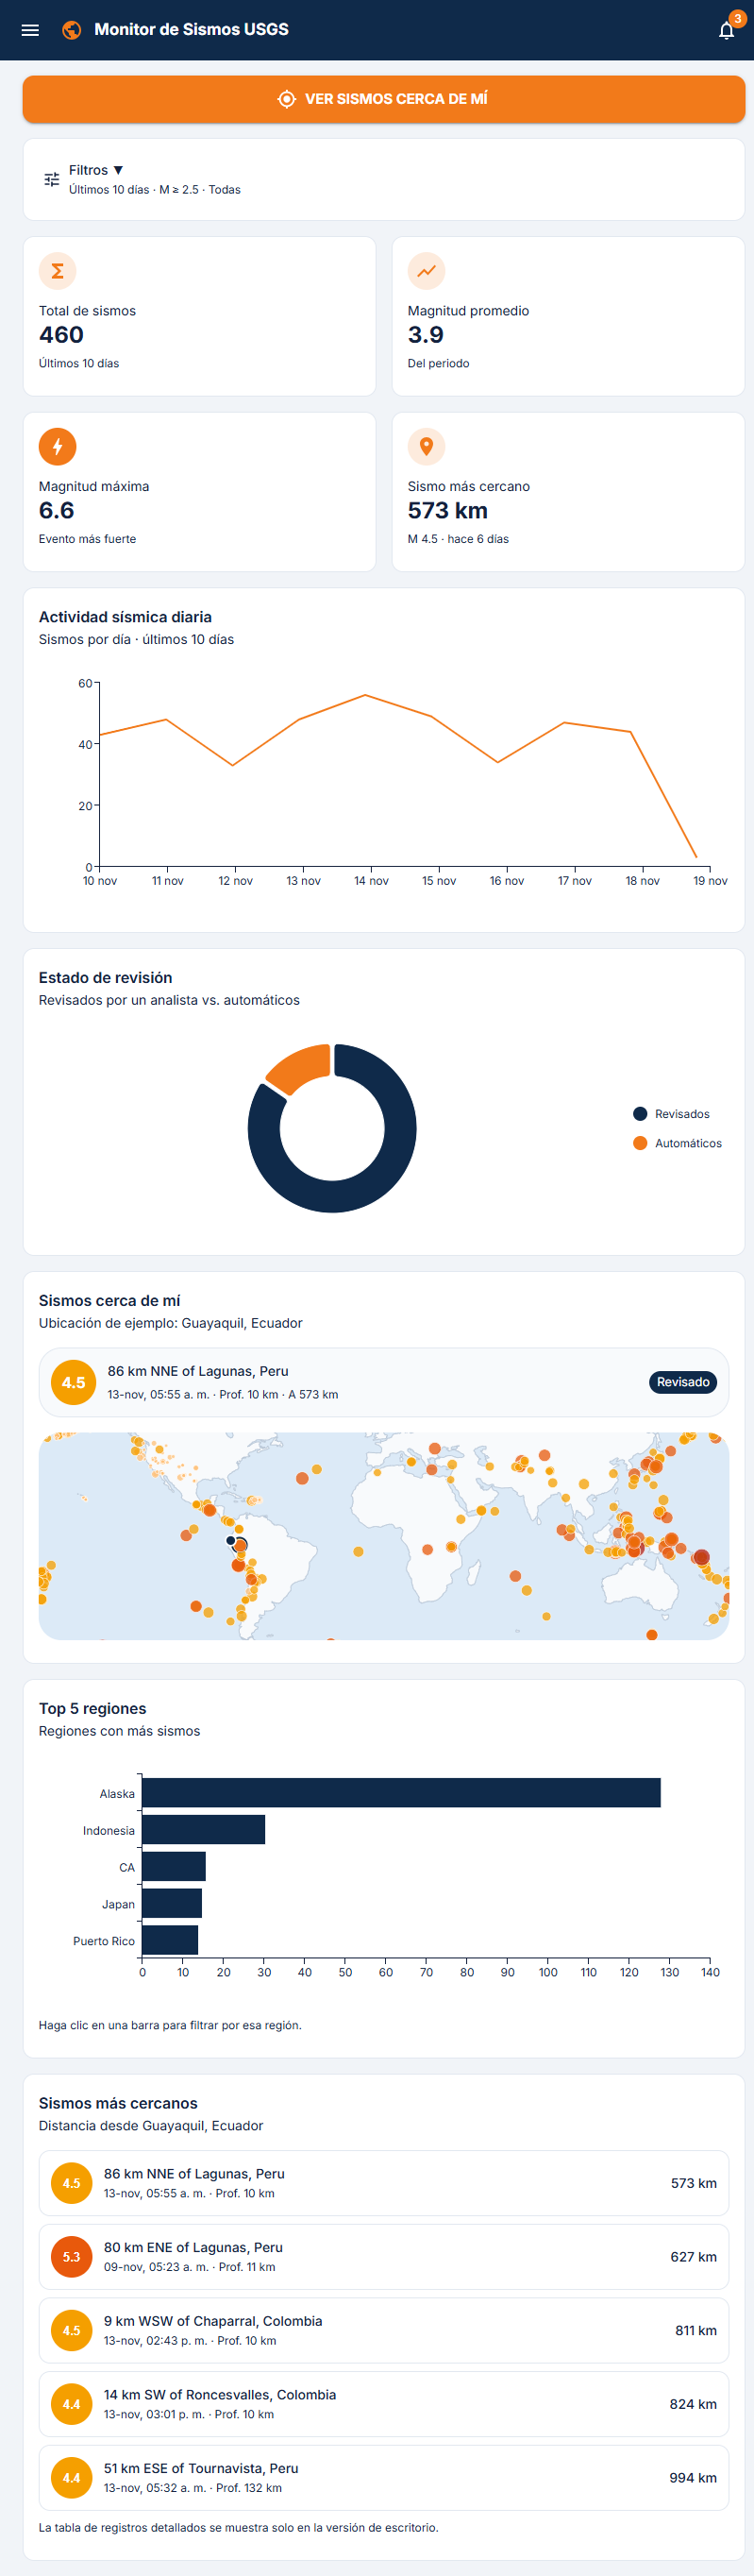 Monitor de Sismos USGS
3
VER SISMOS CERCA DE MÍ
Filtros ▼
Últimos 10 días · M ≥ 2.5 · Todas
Total de sismos
460
Últimos 10 días
Magnitud promedio
3.9
Del periodo
Magnitud máxima
6.6
Evento más fuerte
Sismo más cercano
573 km
M 4.5 · hace 6 días
Actividad sísmica diaria
Sismos por día · últimos 10 días
60
40
20
0
10 nov 11 nov 12 nov 13 nov 14 nov 15 nov 16 nov 17 nov 18 nov 19 nov
Estado de revisión
Revisados por un analista vs. automáticos
Revisados
Automáticos
Sismos cerca de mí
Ubicación de ejemplo: Guayaquil, Ecuador
4.5
86 km NNE of Lagunas, Peru
13-nov, 05:55 a. m. · Prof. 10 km · A 573 km
Revisado
Top 5 regiones
Regiones con más sismos
Alaska
Indonesia
CA
Japan
Puerto Rico
0 10 20 30 40 50 60 70 80 90 100 110 120 130 140
Haga clic en una barra para filtrar por esa región.
Sismos más cercanos
Distancia desde Guayaquil, Ecuador
4.5
86 km NNE of Lagunas, Peru
13-nov, 05:55 a. m. · Prof. 10 km
573 km
5.3
80 km ENE of Lagunas, Peru
09-nov, 05:23 a. m. · Prof. 11 km
627 km
4.5
9 km WSW of Chaparral, Colombia
13-nov, 02:43 p. m. · Prof. 10 km
811 km
4.4
14 km SW of Roncesvalles, Colombia
13-nov, 03:01 p. m. · Prof. 10 km
824 km
4.4
51 km ESE of Tournavista, Peru
13-nov, 05:32 a. m. · Prof. 132 km
994 km
La tabla de registros detallados se muestra solo en la versión de escritorio.